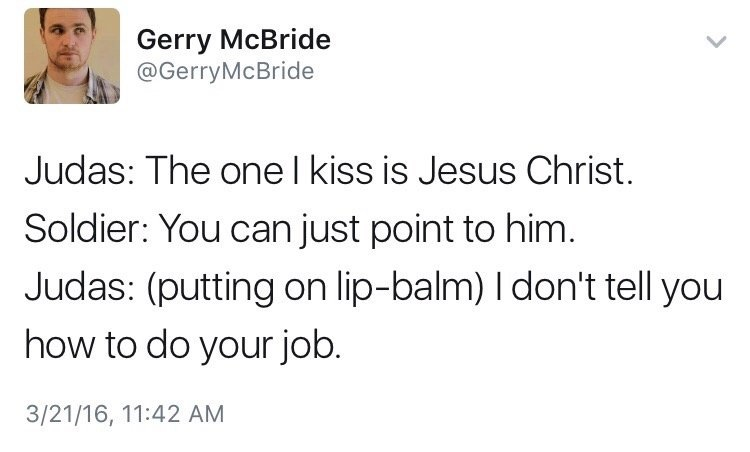 Gerry McBride
@GerryMcBride
Judas: The one I kiss is Jesus Christ.
Soldier: You can just point to him.
Judas: (putting on lip-balm) I don't tell you
how to do your job.
3/21/16, 11:42 AM